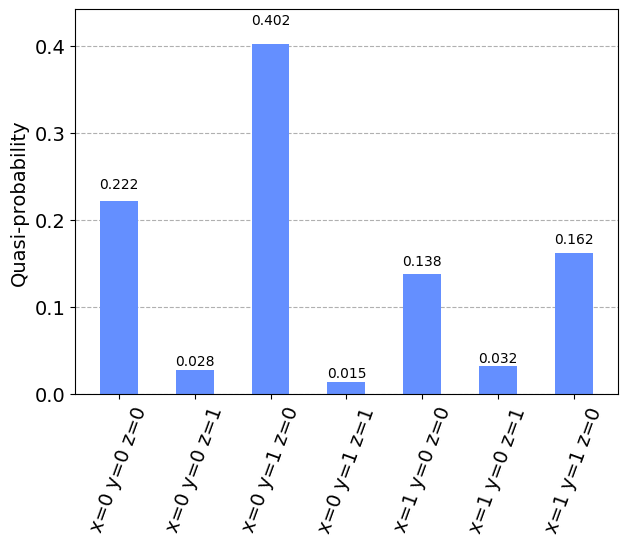 Quasi-probability
0.4
0.3
0.2
0.1
0.0
0.222
0.028
0.402
0.015
0.138
0.032
0.162
x=0 y=0 z=0
x=0 y=0 z=1
x=0 y=1 z=0
x=0 y=1 z=1
x=1 y=0 z=0
x=1 y=0 z=1
x=1 y=1 z=0